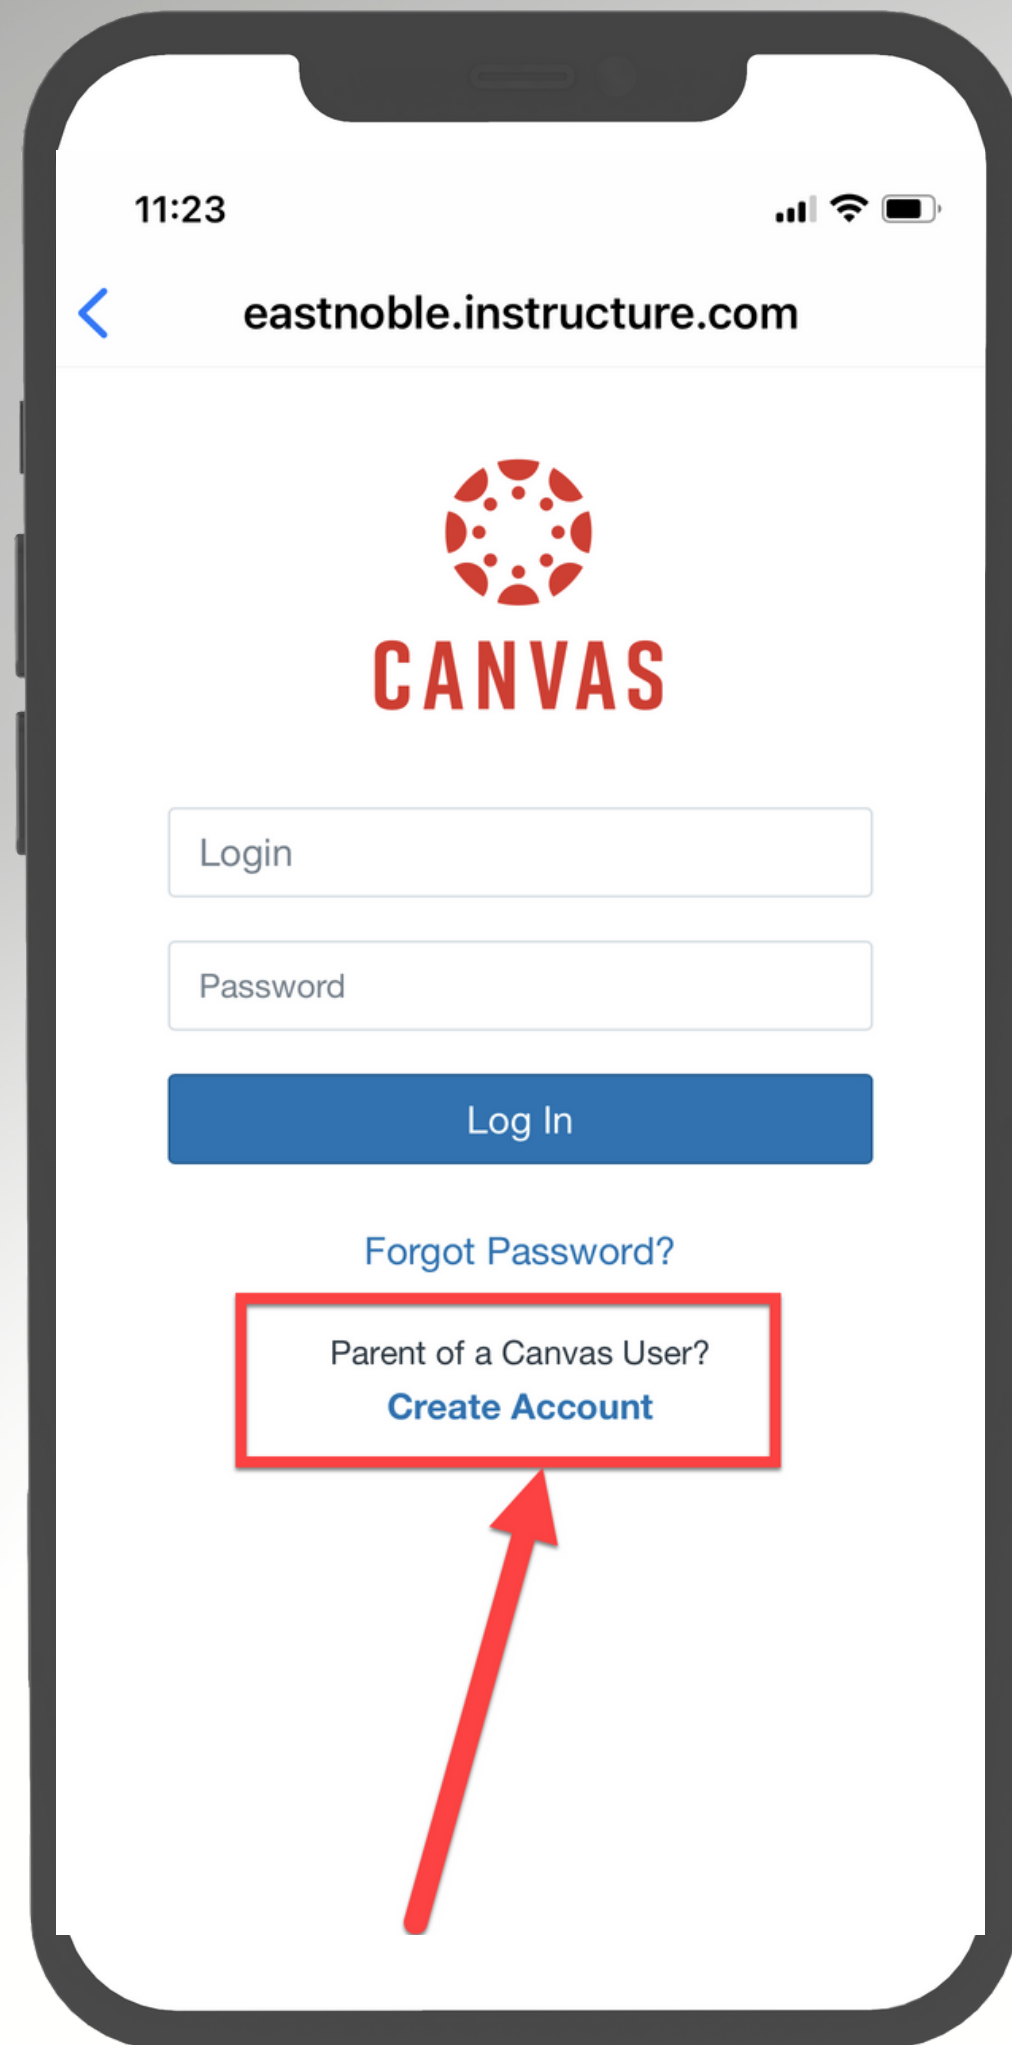 11:23
eastnoble.instructure.com
CANVAS
Login
Password
Log In
Forgot Password?
Parent of a Canvas User?
Create Account